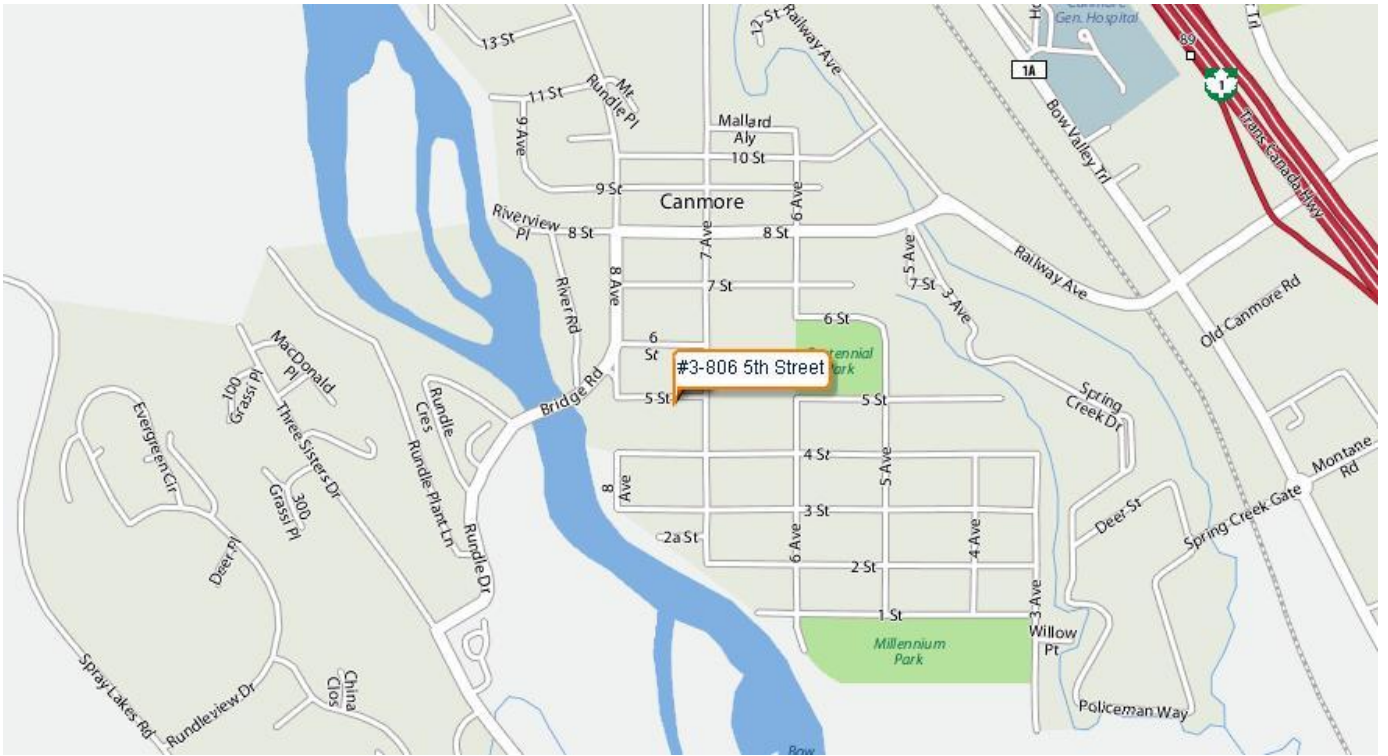 12 St
Railway Ave
Gen. Hospital
89
1A
1
13 St
Mt
Rundle Pl
11 St
9 Ave
Mallard
Aly
10 St
Bow Valley Trl
Trans Canada Hwy
9 St
Canmore
6 Ave
Riverview
Pl
8 St
8 St
7 Ave
5 Ave
7 St
3 Ave
Railway Ave
River Rd
8 Ave
7 St
Old Canmore Rd
6 St
6
St
#3-806 5th Street
Park
MacDonald
Pl
100
Grassi Pl
Bridge Rd
5 St
5 St
Rundle
Cres
Spring
Creek Dr
Evergreen Cir
Three Sisters Dr
Rundle Plant Ln
4 St
5 Ave
Montane
Rd
8
Ave
300
Grassi Pl
3 St
Deer St
Spring Creek Gate
2a St
6 Ave
4 Ave
Deer Pl
Rundle Dr
2 St
1 St
3 Ave
Willow
Pt
Millennium
Park
Spray Lakes Rd
Rundleview Dr
China
Clos
Policeman Way
Bow